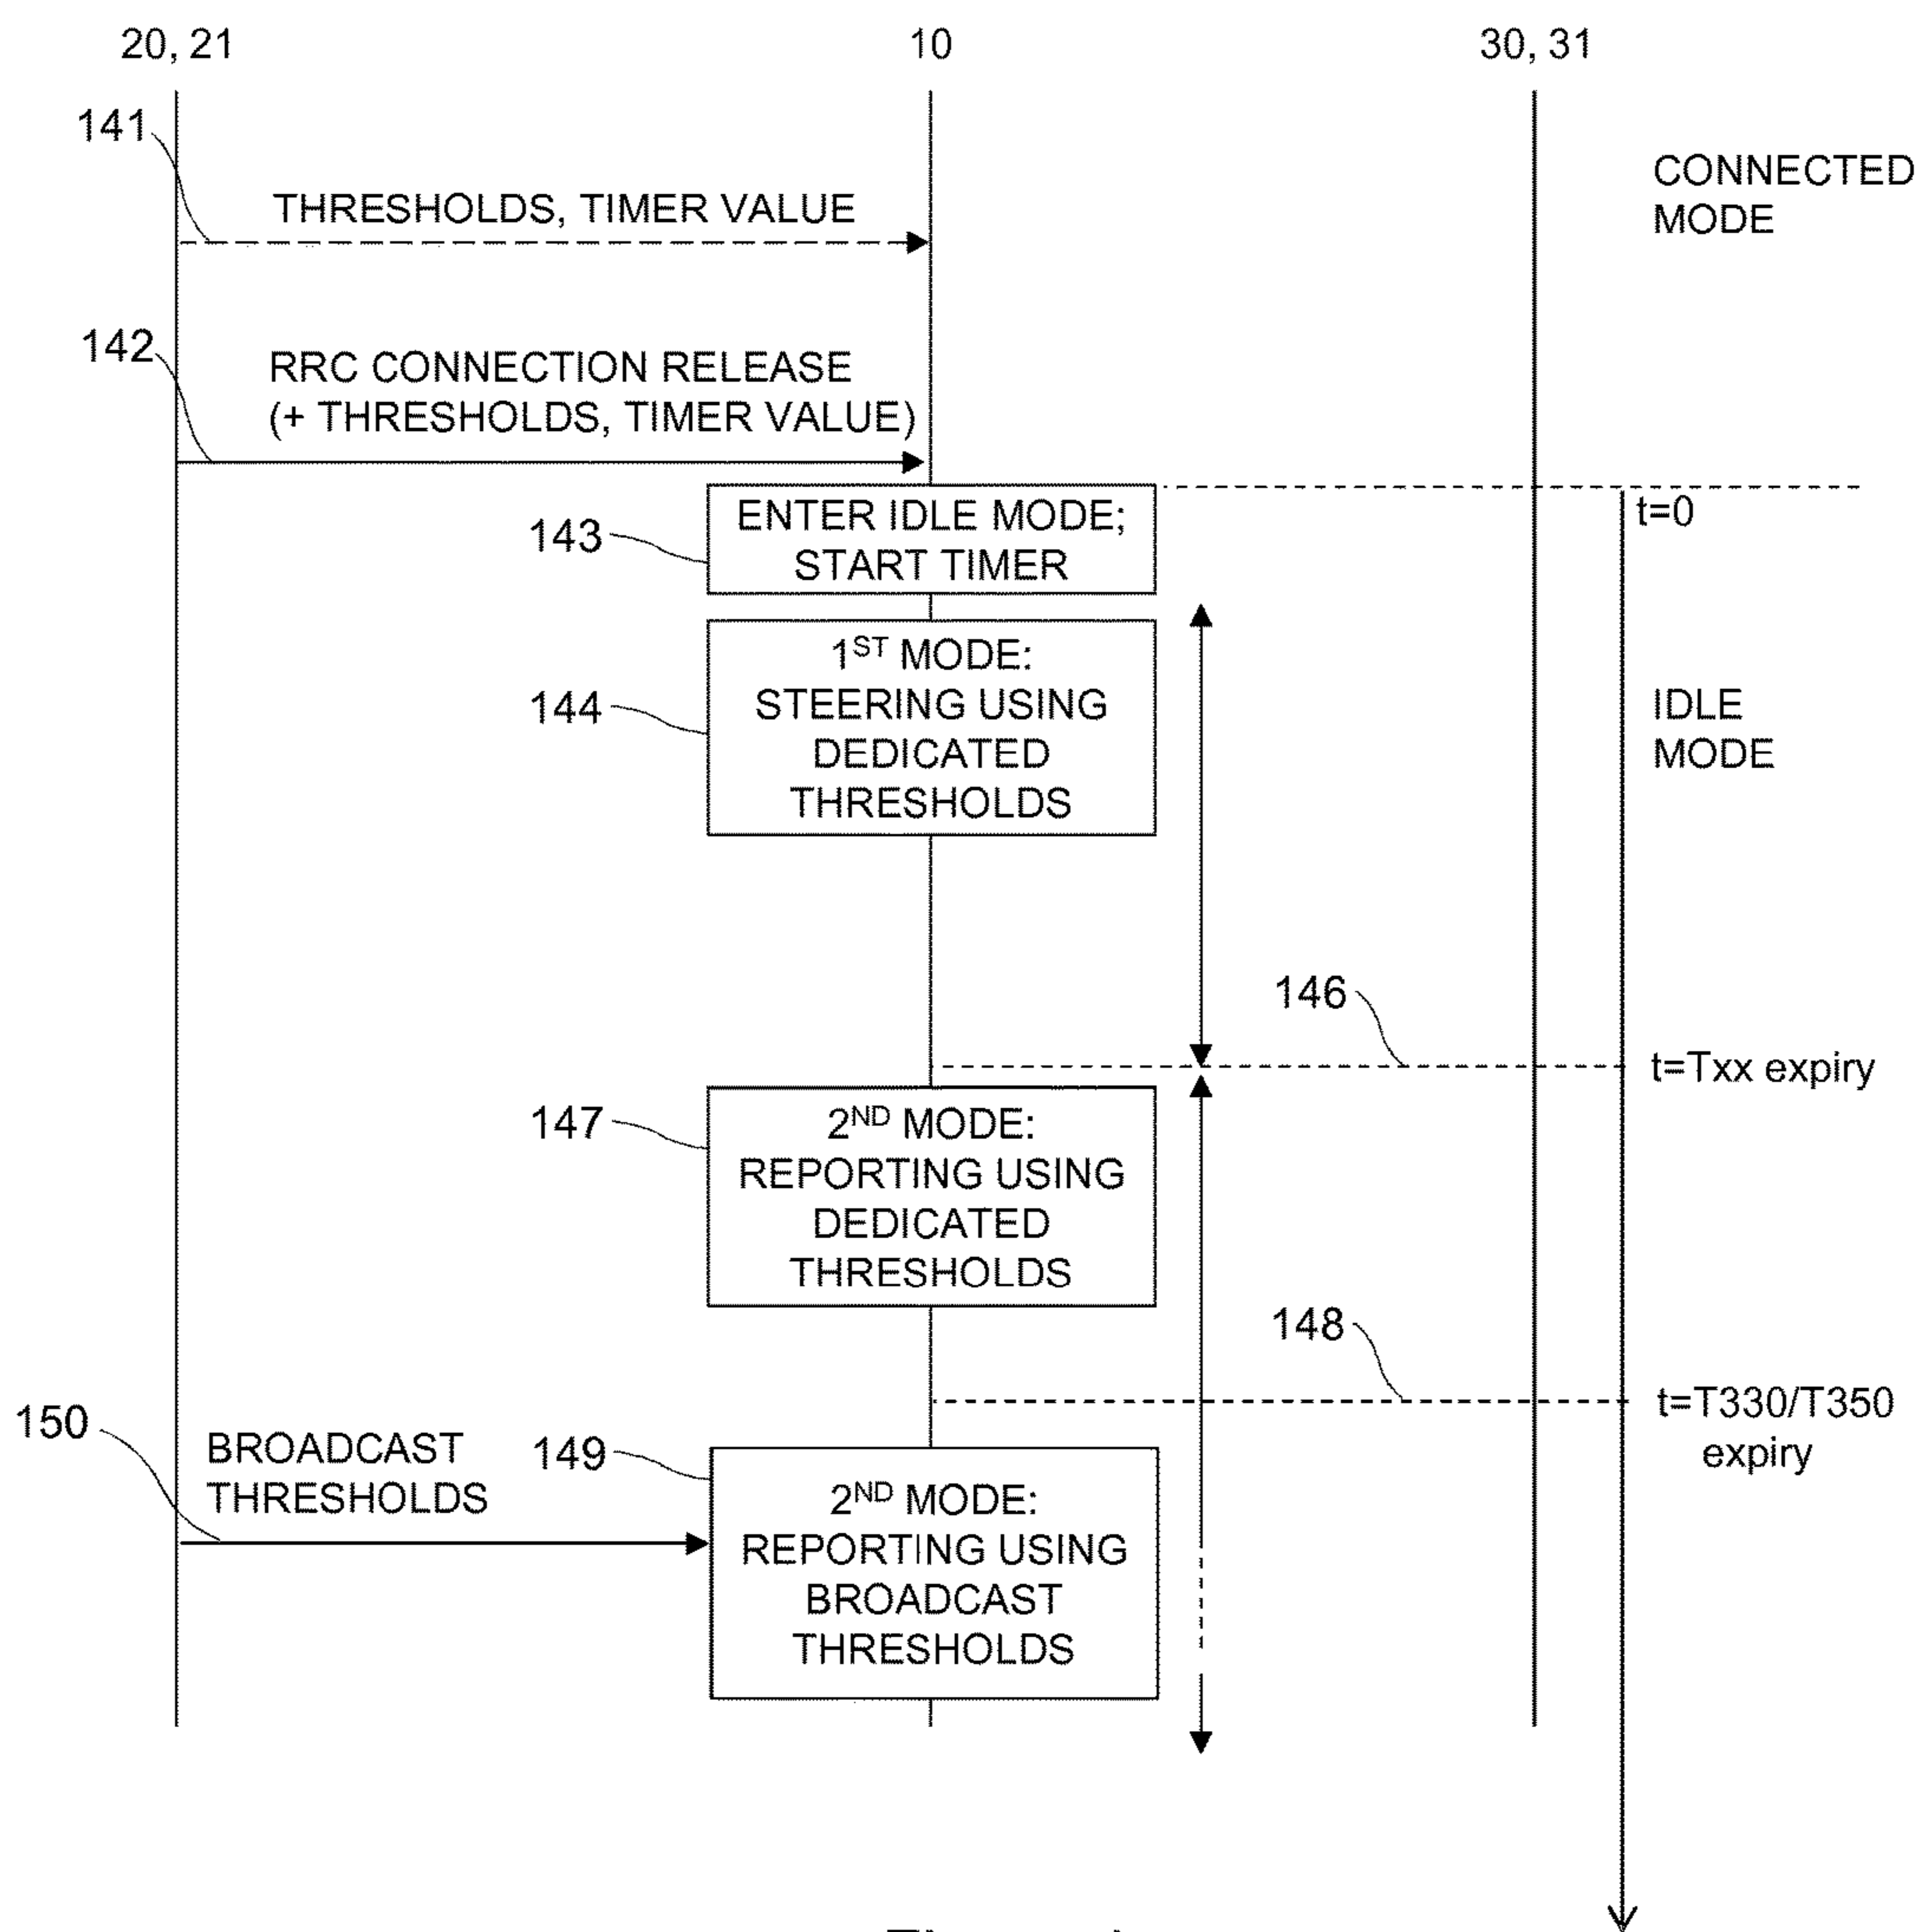 20, 21
10
30, 31
141
THRESHOLDS, TIMER VALUE
CONNECTED
MODE
142
RRC CONNECTION RELEASE
(+ THRESHOLDS, TIMER VALUE)
143
ENTER IDLE MODE;
START TIMER
t=0
144
1ST MODE:
STEERING USING
DEDICATED
THRESHOLDS
IDLE
MODE
146
t=Txx expiry
147
2ND MODE:
REPORTING USING
DEDICATED
THRESHOLDS
148
t=T330/T350
expiry
150
BROADCAST
THRESHOLDS
149
2ND MODE:
REPORTING USING
BROADCAST
THRESHOLDS